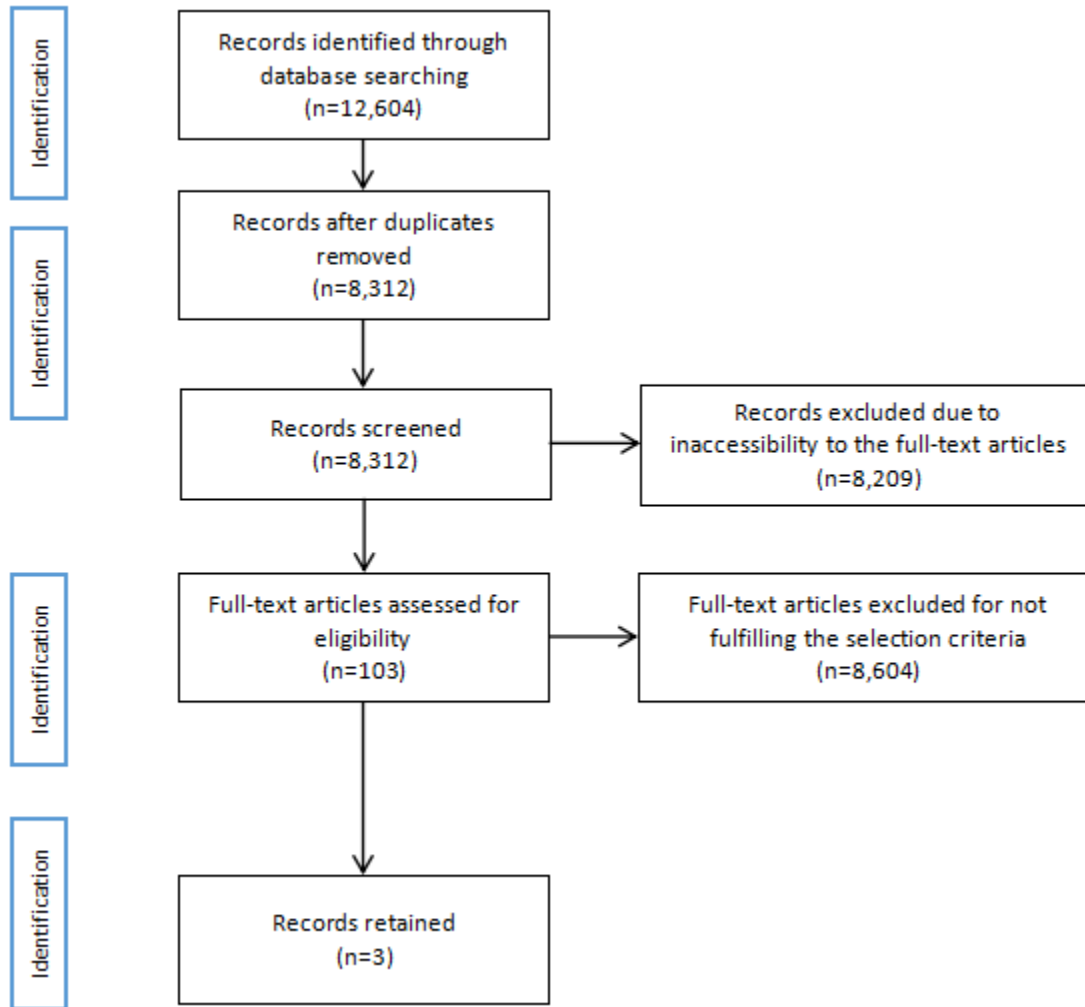 Identification
Records identified through
database searching
(n=12,604)
Identification
Records after duplicates
removed
(n=8,312)
Records screened
(n=8,312)
Records excluded due to
inaccessibility to the full-text articles
(n=8,209)
Identification
Full-text articles assessed for
eligibility
(n=103)
Full-text articles excluded for not
fulfilling the selection criteria
(n=8,604)
Identification
Records retained
(n=3)